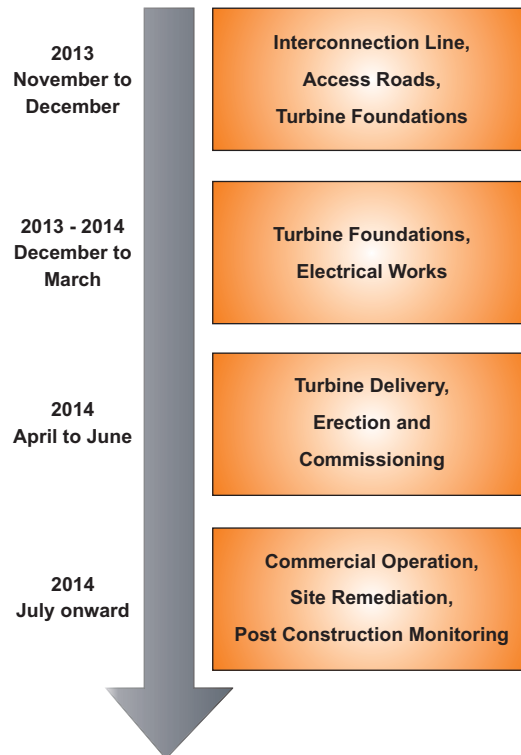 2013
November to
December
Interconnection Line,
Access Roads,
Turbine Foundations
2013 - 2014
December to
March
Turbine Foundations,
Electrical Works
2014
April to June
Turbine Delivery,
Erection and
Commissioning
2014
July onward
Commercial Operation,
Site Remediation,
Post Construction Monitoring